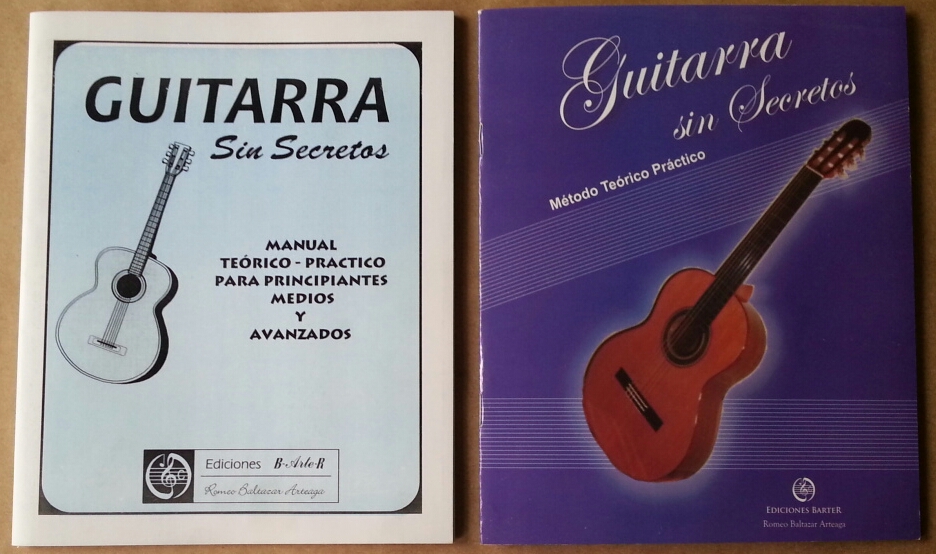 GUITARRA
Sin Secretos
MANUAL
TEÓRICO - PRACTICO
PARA PRINCIPIANTES
MEDIOS
Y
AVANZADOS
Ediciones B-Arte-R
Romeo Baltazar Arteaga
Guitarra
sin Secretos
Método Teórico Práctico
EDICIONES BARTER
Romeo Baltazar Arteaga